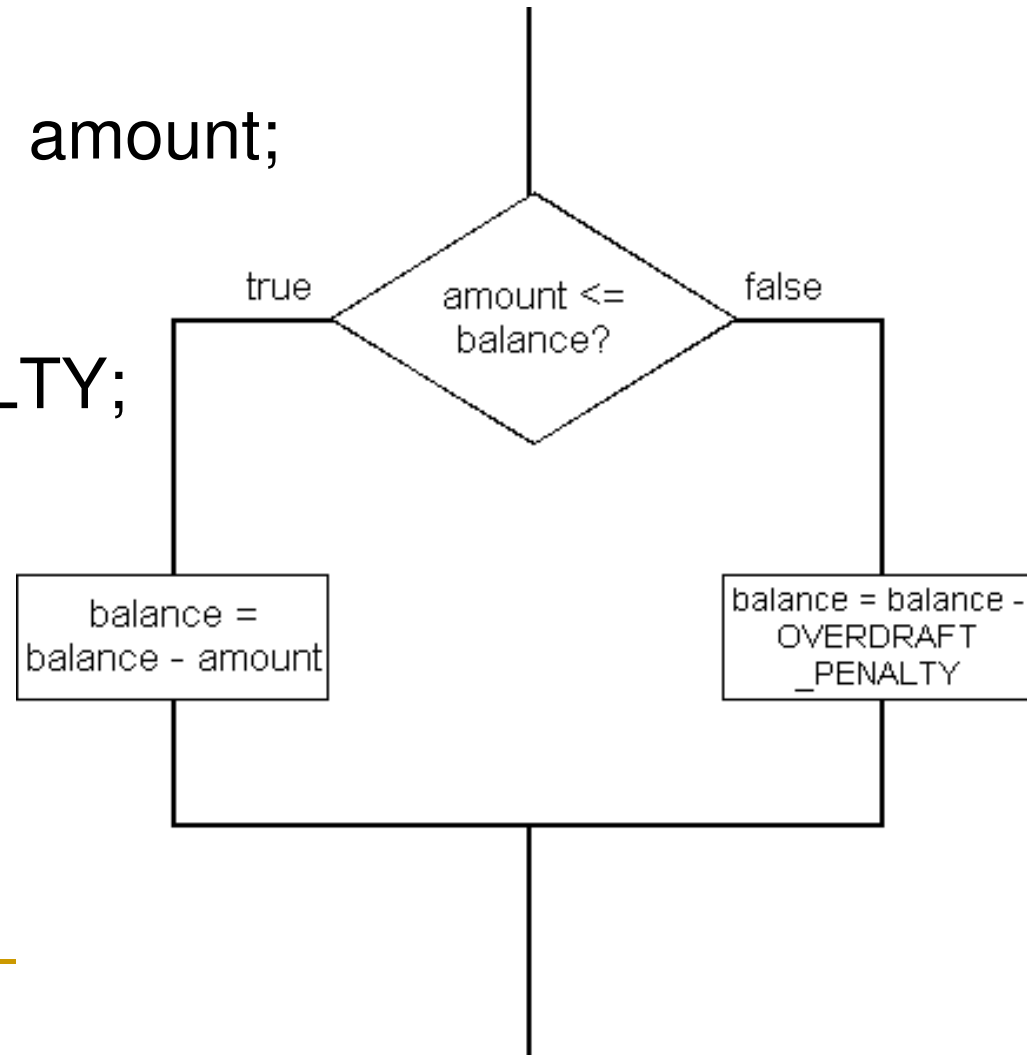 amount;
true
amount <=
balance?
false
LTY;
balance =
balance - amount
balance = balance -
OVERDRAFT
_PENALTY